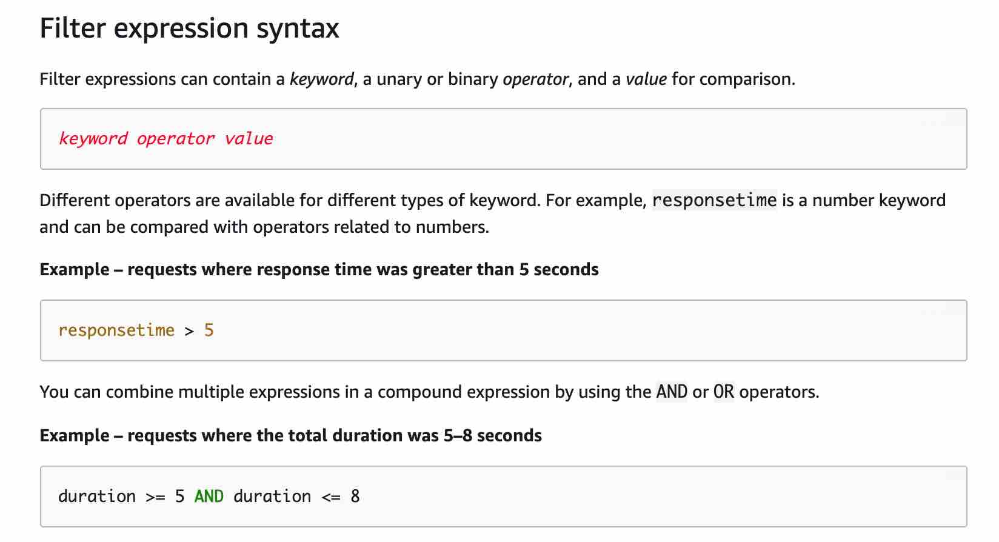 Filter expression syntax
Filter expressions can contain a keyword, a unary or binary operator, and a value for comparison.
keyword operator value
Different operators are available for different types of keyword. For example, responsetime is a number keyword
and can be compared with operators related to numbers.
Example – requests where response time was greater than 5 seconds
responsetime > 5
You can combine multiple expressions in a compound expression by using the AND or OR operators.
Example – requests where the total duration was 5–8 seconds
duration >= 5 AND duration <= 8